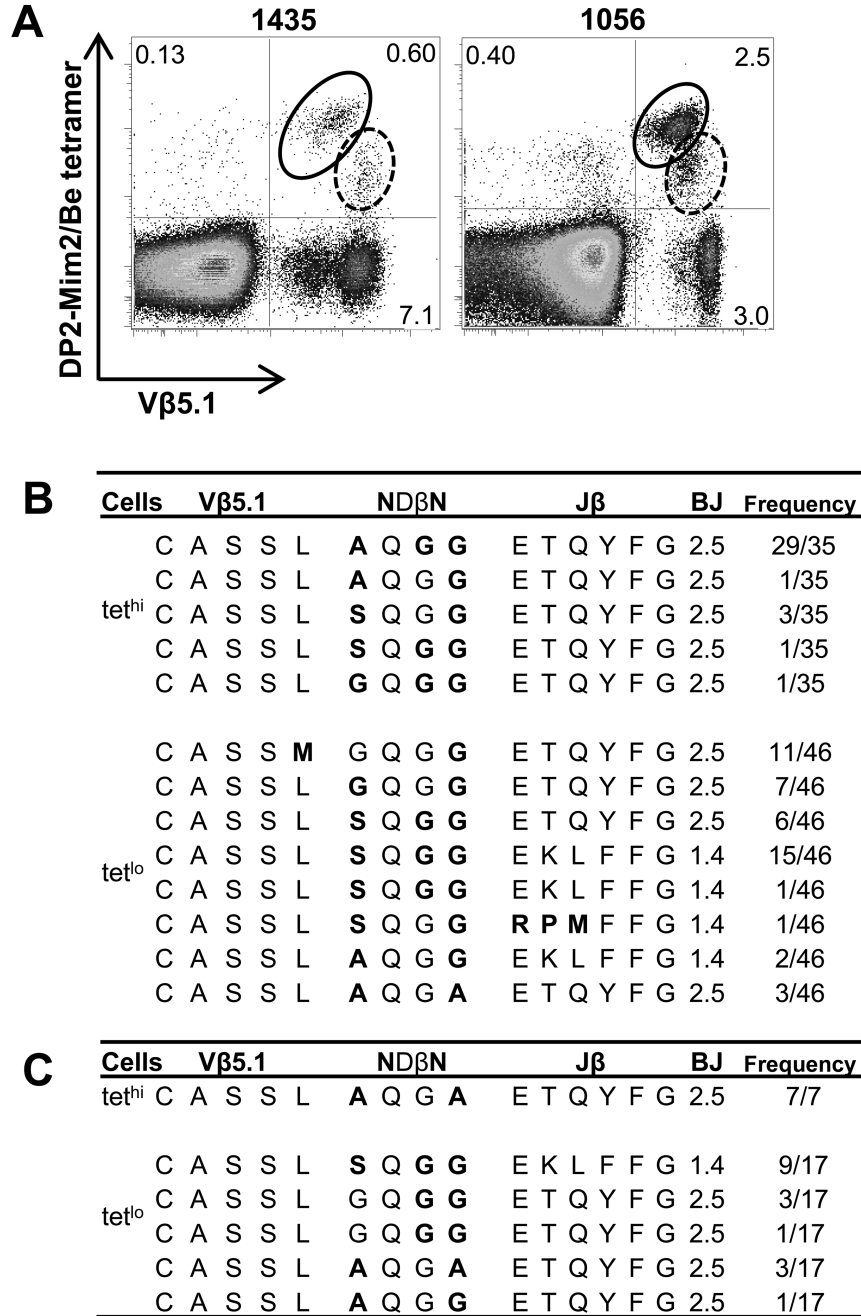 A
1435 1056
0.13 0.60 0.40 2.5
DP2-Mim2/Be tetramer
7.1 3.0
Vβ5.1
B
Cells Vβ5.1 NDβN Jβ BJ Frequency
C A S S L A Q G G E T Q Y F G 2.5 29/35
C A S S L A Q G G E T Q Y F G 2.5 1/35
tethi C A S S L S Q G G E T Q Y F G 2.5 3/35
C A S S L S Q G G E T Q Y F G 2.5 1/35
C A S S L G Q G G E T Q Y F G 2.5 1/35
C A S S M G Q G G E T Q Y F G 2.5 11/46
C A S S L G Q G G E T Q Y F G 2.5 7/46
C A S S L S Q G G E T Q Y F G 2.5 6/46
tetlo C A S S L S Q G G E K L F F G 1.4 15/46
C A S S L S Q G G E K L F F G 1.4 1/46
C A S S L S Q G G R P M F F G 1.4 1/46
C A S S L A Q G G E K L F F G 1.4 2/46
C A S S L A Q G A E T Q Y F G 2.5 3/46
C
Cells Vβ5.1 NDβN Jβ BJ Frequency
tethi C A S S L A Q G A E T Q Y F G 2.5 7/7
C A S S L S Q G G E K L F F G 1.4 9/17
C A S S L G Q G G E T Q Y F G 2.5 3/17
tetlo C A S S L G Q G G E T Q Y F G 2.5 1/17
C A S S L A Q G A E T Q Y F G 2.5 3/17
C A S S L A Q G G E T Q Y F G 2.5 1/17